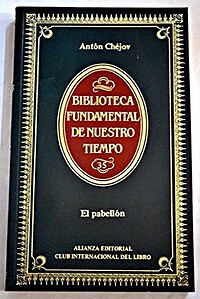 Antón Chéjov
BIBLIOTECA
FUNDAMENTAL
DE NUESTRO
TIEMPO
35
El pabellón
ALIANZA EDITORIAL
CLUB INTERNACIONAL DEL LIBRO